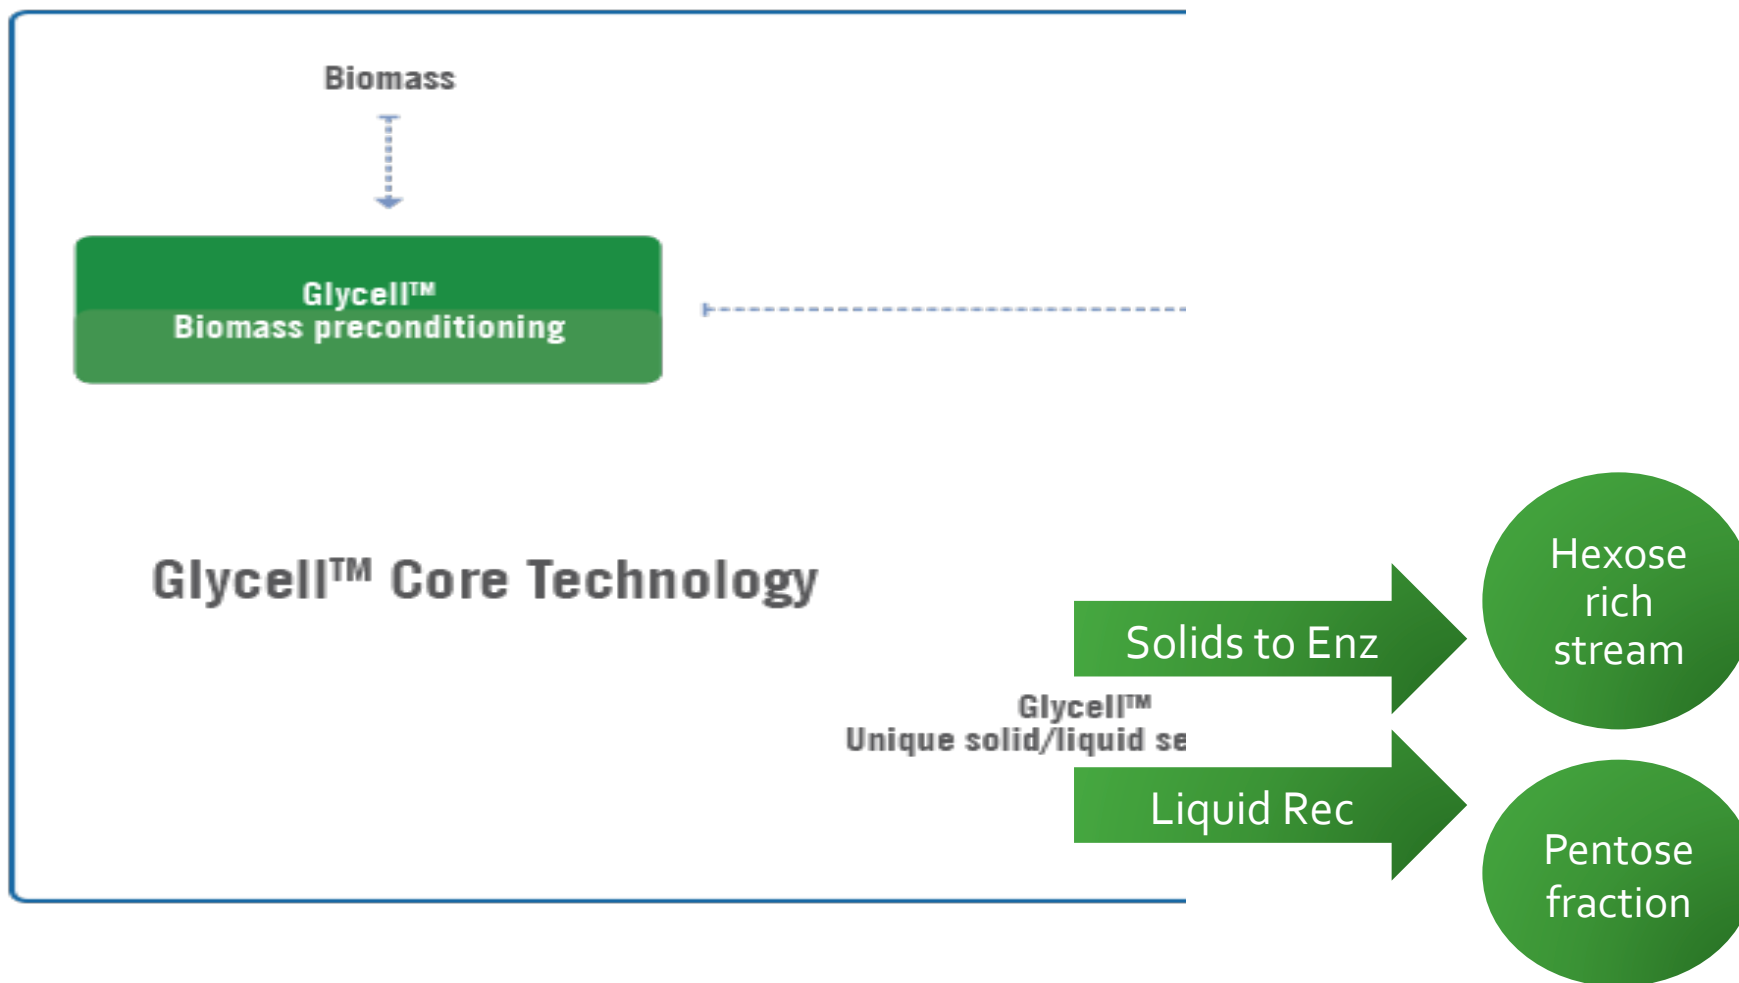 Biomass
Glycell™
Biomass preconditioning
Glycell™ Core Technology
Solids to Enz
Hexose
rich
stream
Glycell™
Unique solid/liquid se
Liquid Rec
Pentose
fraction